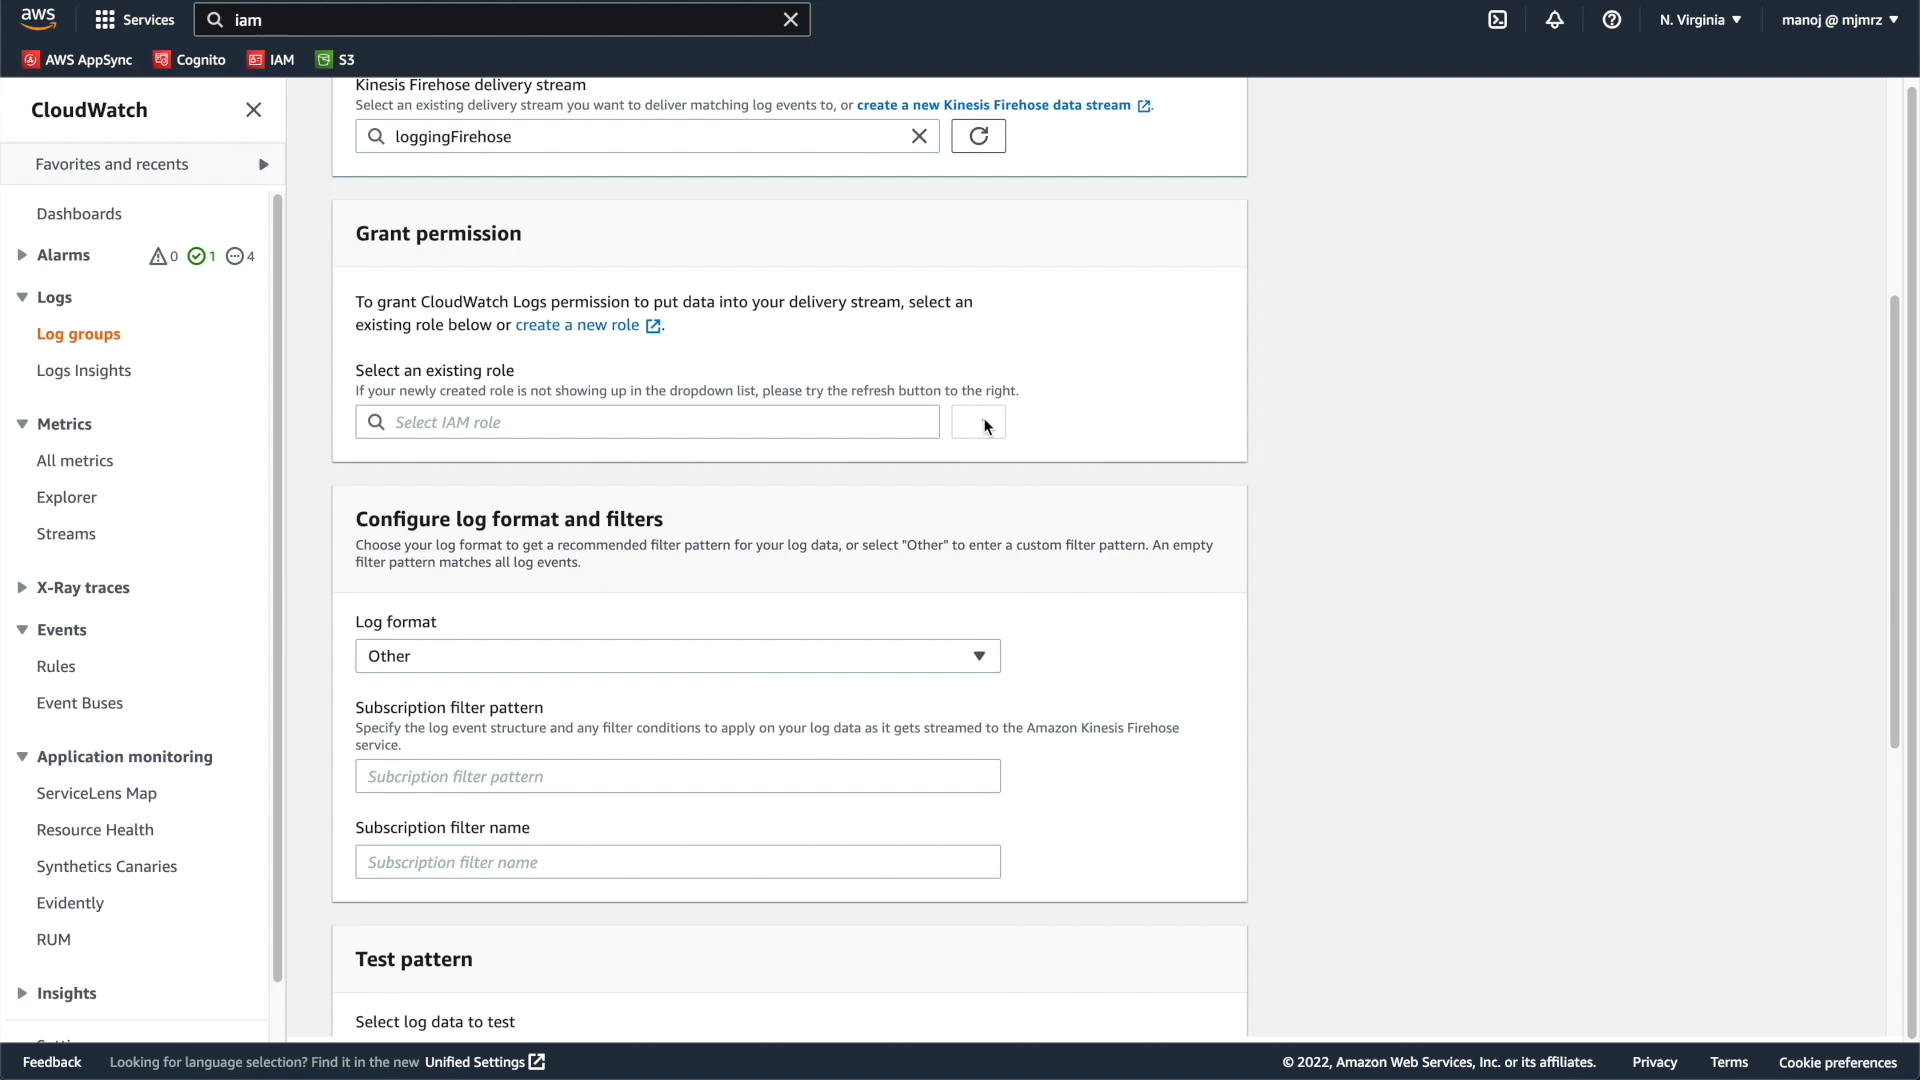 aws
Services
iam
N. Virginia
manoj @ mjmrz
AWS AppSync
Cognito
IAM
S3
CloudWatch
Favorites and recents
Dashboards
Alarms
0
1
4
Logs
Log groups
Logs Insights
Metrics
All metrics
Explorer
Streams
X-Ray traces
Events
Rules
Event Buses
Application monitoring
ServiceLens Map
Resource Health
Synthetics Canaries
Evidently
RUM
Insights
Kinesis Firehose delivery stream
Select an existing delivery stream you want to deliver matching log events to, or create a new Kinesis Firehose data stream.
loggingFirehose
Grant permission
To grant CloudWatch Logs permission to put data into your delivery stream, select an
existing role below or create a new role.
Select an existing role
If your newly created role is not showing up in the dropdown list, please try the refresh button to the right.
Select IAM role
Configure log format and filters
Choose your log format to get a recommended filter pattern for your log data, or select "Other" to enter a custom filter pattern. An empty
filter pattern matches all log events.
Log format
Other
Subscription filter pattern
Specify the log event structure and any filter conditions to apply on your log data as it gets streamed to the Amazon Kinesis Firehose
service.
Subcription filter pattern
Subscription filter name
Subscription filter name
Test pattern
Select log data to test
Feedback
Looking for language selection? Find it in the new Unified Settings
© 2022, Amazon Web Services, Inc. or its affiliates.
Privacy
Terms
Cookie preferences